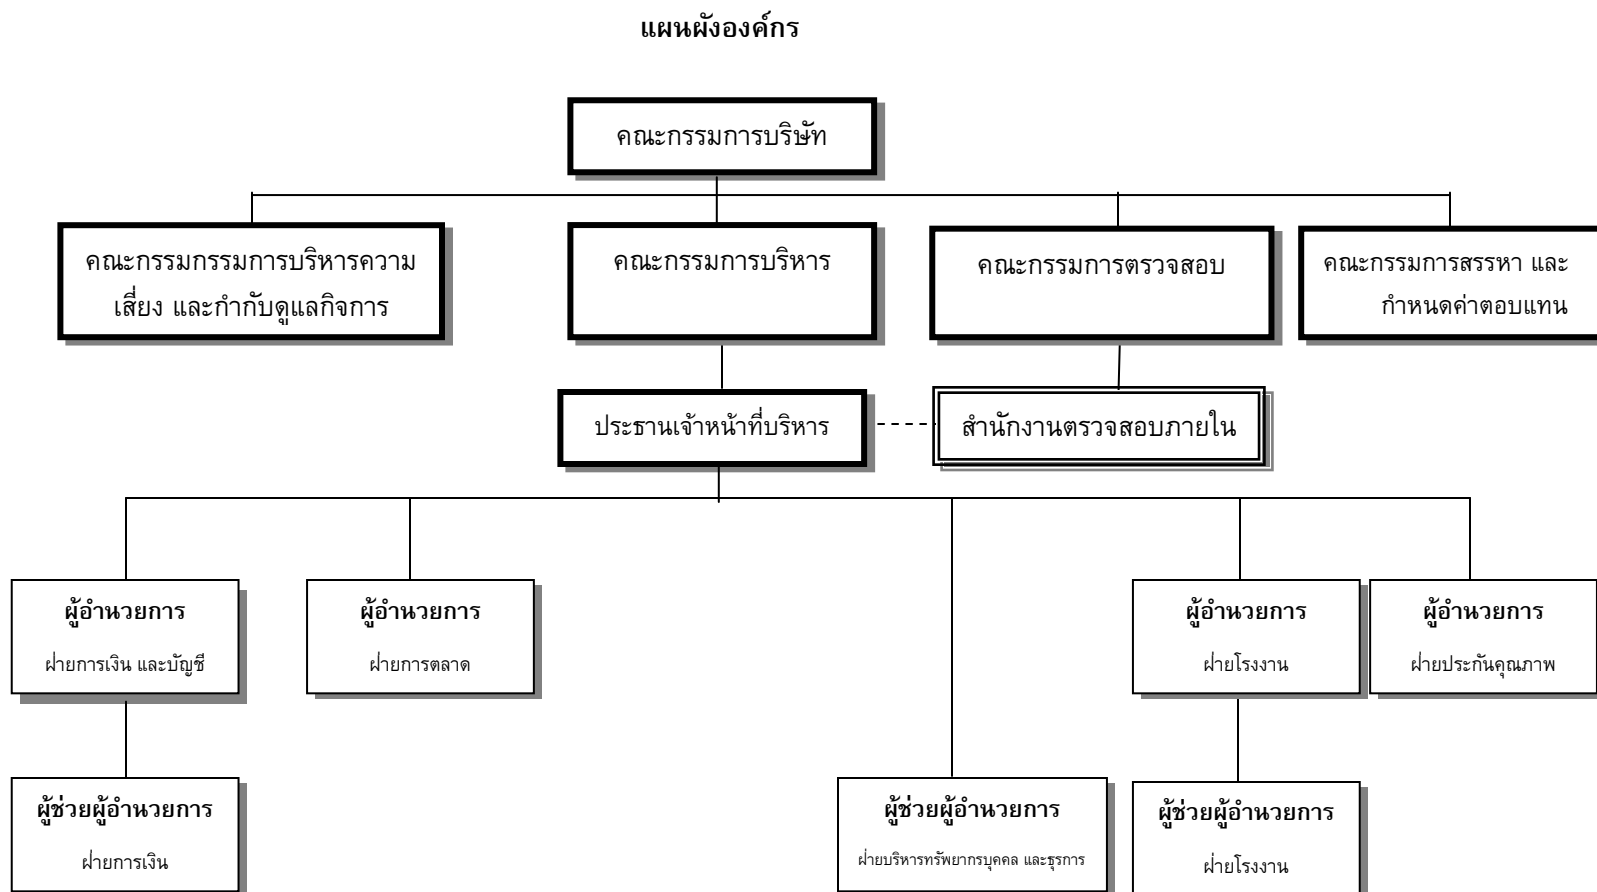 แผนผังองค์กร
คณะกรรมการบริษัท
คณะกรรมกรรมการบริหารความ
เสี่ยง และกำกับดูแลกิจการ
คณะกรรมการบริหาร
คณะกรรมการตรวจสอบ
คณะกรรมการสรรหา และ
กำหนดค่าตอบแทน
ประธานเจ้าหน้าที่บริหาร
สำนักงานตรวจสอบภายใน
ผู้อำนวยการ
ฝ่ายการเงิน และบัญชี
ผู้อำนวยการ
ฝ่ายการตลาด
ผู้อำนวยการ
ฝ่ายโรงงาน
ผู้อำนวยการ
ฝ่ายประกันคุณภาพ
ผู้ช่วยผู้อำนวยการ
ฝ่ายการเงิน
ผู้ช่วยผู้อำนวยการ
ฝ่ายบริหารทรัพยากรบุคคล และธุรการ
ผู้ช่วยผู้อำนวยการ
ฝ่ายโรงงาน